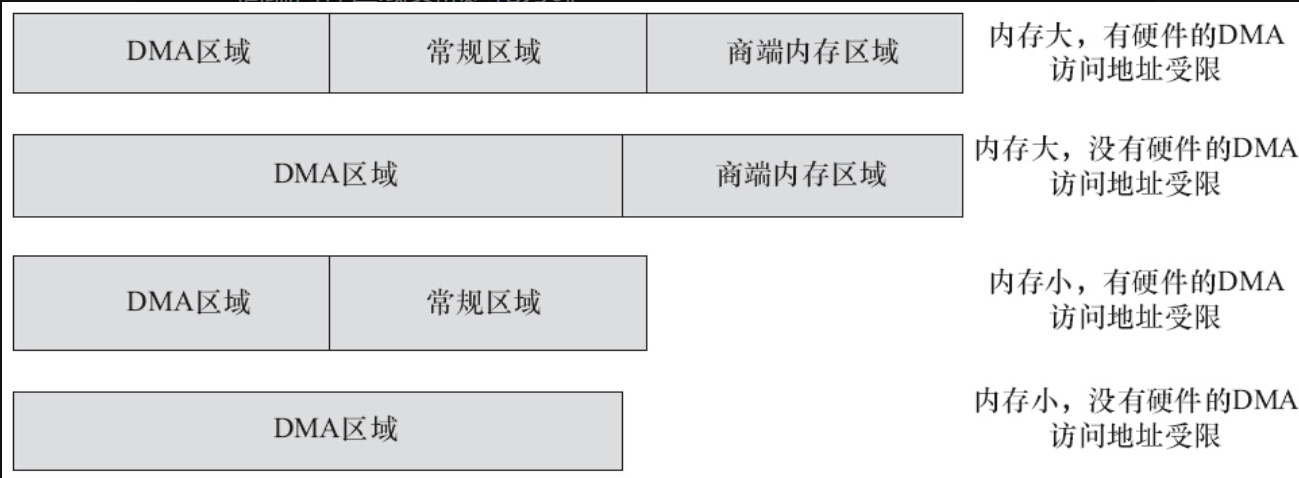 DMA区域
常规区域
商端内存区域
内存大，有硬件的DMA
访问地址受限
DMA区域
商端内存区域
内存大，没有硬件的DMA
访问地址受限
DMA区域
常规区域
内存小，有硬件的DMA
访问地址受限
DMA区域
内存小，没有硬件的DMA
访问地址受限